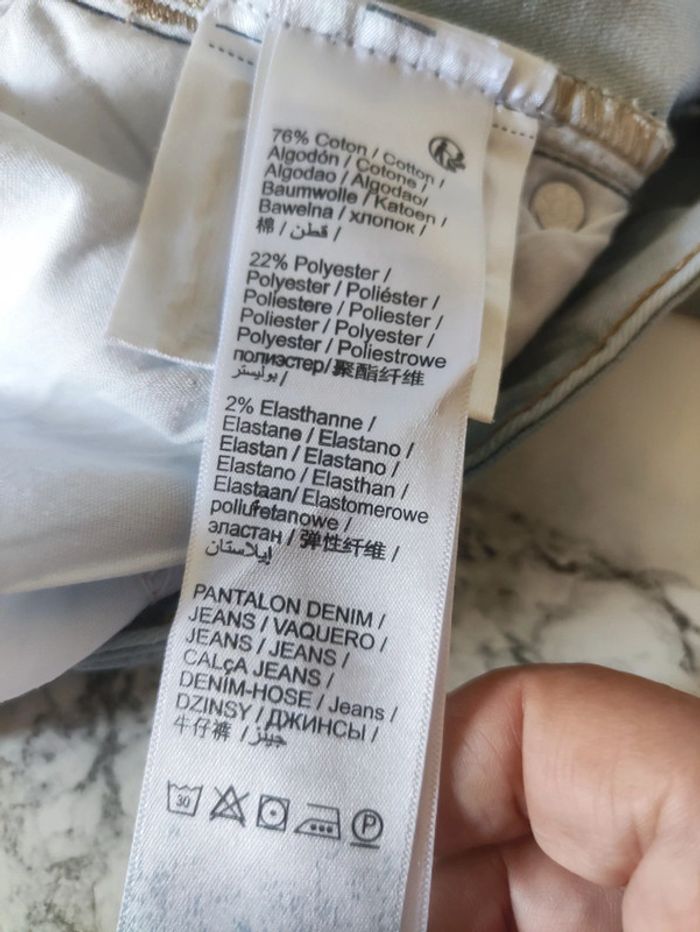 76% Coton / Cotton /
Algodón / Cotone /
Algodao / Algodao/
Baumwolle / Katoen /
Bawelna / хлопок /
棉 / قطن /
22% Polyester /
Polyester / Poliéster /
Poliestere / Poliester /
Poliester / Polyester /
Polyester / Poliestrowe
полиэстер/ 聚酯纤维
/ بوليستر
2% Elasthanne /
Elastane / Elastano /
Elastan / Elastano /
Elastano / Elasthan /
Elastaan/ Elastomerowe
poliuretanowe /
эластан / 弹性纤维 /
إيلاستان
PANTALON DENIM /
JEANS / VAQUERO /
JEANS / JEANS /
CALçA JEANS /
DENIM-HOSE / Jeans /
DZINSY / ДЖИНСЫ /
牛仔裤 / جينز /
30
P